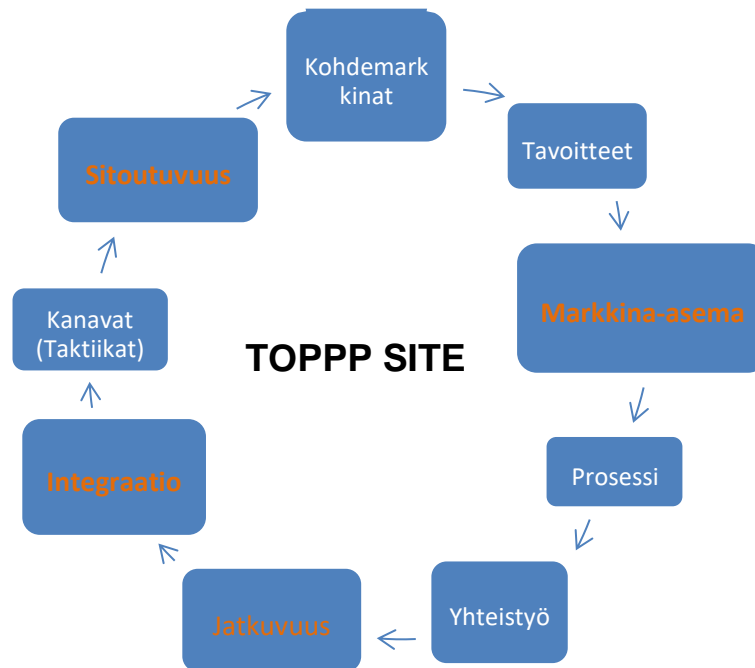 Kohdemark
kinat
Tavoitteet
Markkina-asema
Prosessi
Yhteistyö
Jatkuvuus
Integraatio
Kanavat
(Taktiikat)
Sitoutuvuus
TOPPP SITE